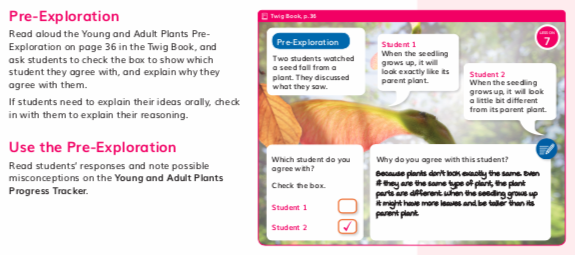 Pre-Exploration
Read aloud the Young and Adult Plants Pre-
Exploration on page 36 in the Twig Book, and
ask students to check the box to show which
student they agree with, and explain why they
agree with them.
If students need to explain their ideas orally, check
in with them to explain their reasoning.
Use the Pre-Exploration
Read students' responses and note possible
misconceptions on the Young and Adult Plants
Progress Tracker.
Twig Book, p. 36
LESSON
7
Pre-Exploration
Two students watched
a seed fall from a
plant. They discussed
what they saw.
Student 1
When the seedling
grows up, it will
look exactly like its
parent plant.
Student 2
When the seedling
grows up, it will look
a little bit different
from its parent plant.
Which student do you
agree with?
Check the box.
Student 1
Student 2
Why do you agree with this student?
Because plants don't look exactly the same. Even
if they are the same type of plant, the plant
parts are different. When the seedling grows up
it might have more leaves and be taller than its
parent plant.